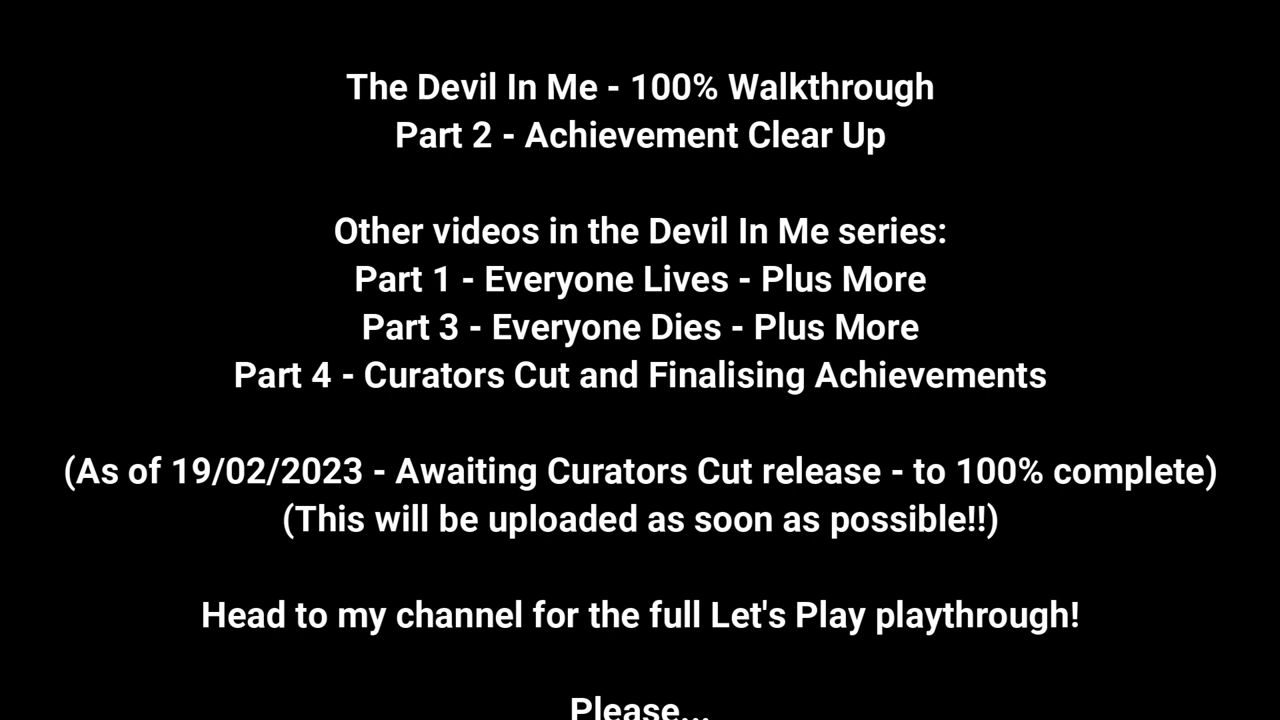 The Devil In Me - 100% Walkthrough
Part 2 - Achievement Clear Up
Other videos in the Devil In Me series:
Part 1 - Everyone Lives - Plus More
Part 3 - Everyone Dies - Plus More
Part 4 - Curators Cut and Finalising Achievements
(As of 19/02/2023 - Awaiting Curators Cut release - to 100% complete)
(This will be uploaded as soon as possible!!)
Head to my channel for the full Let's Play playthrough!
Please...